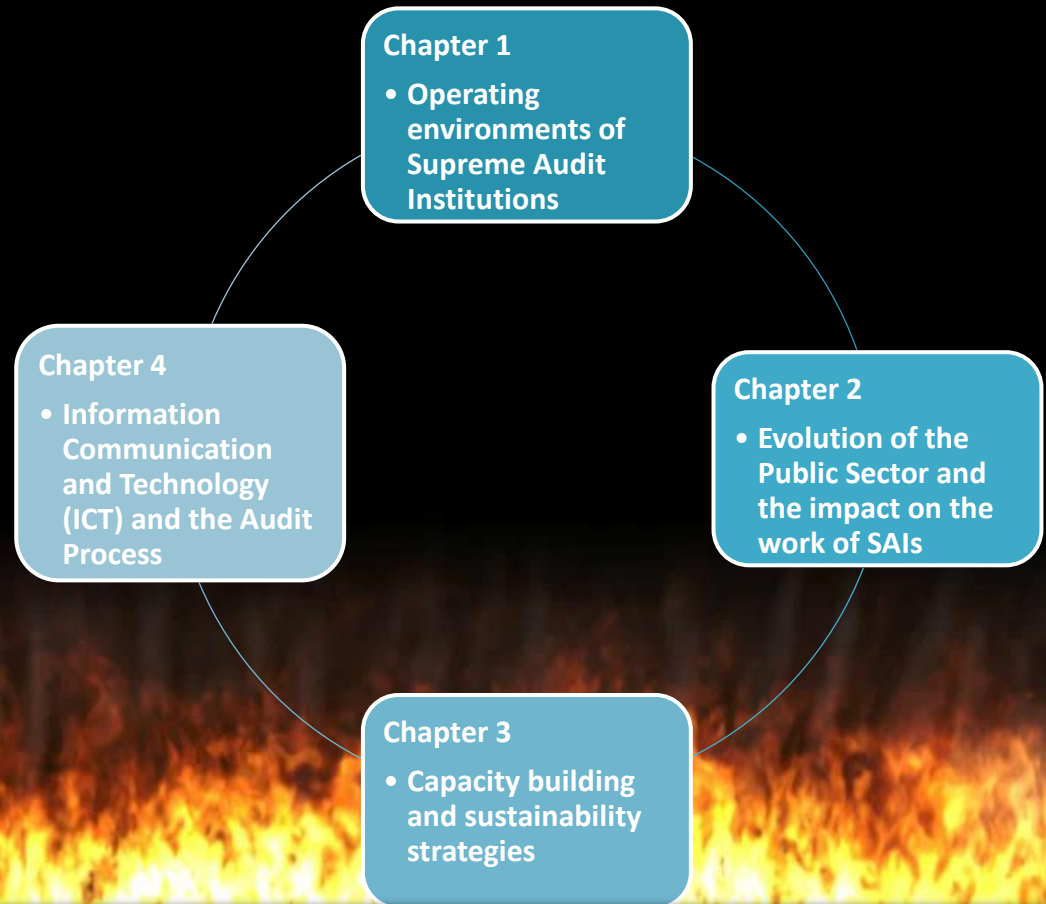 Chapter 1
• Operating
environments of
Supreme Audit
Institutions
Chapter 2
• Evolution of the
Public Sector and
the impact on the
work of SAIs
Chapter 3
• Capacity building
and sustainability
strategies
Chapter 4
• Information
Communication
and Technology
(ICT) and the Audit
Process